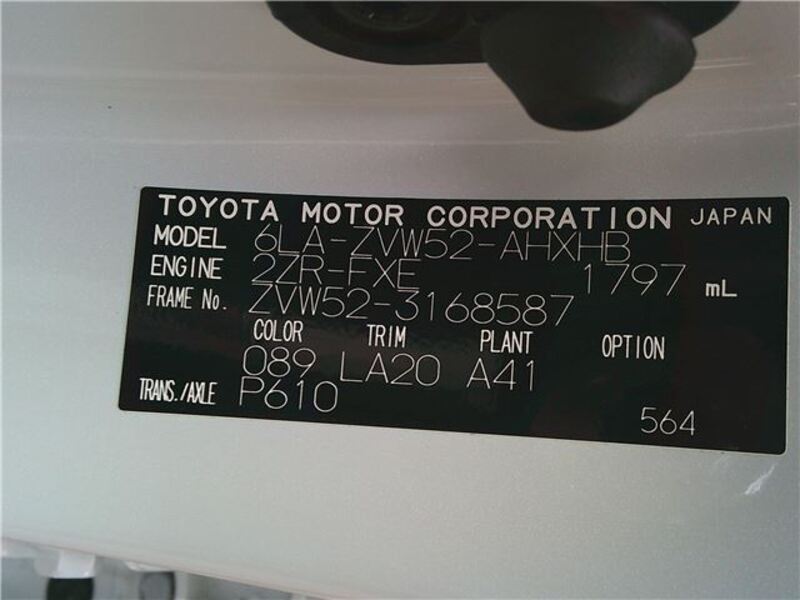 TOYOTA MOTOR CORPORATION JAPAN
MODEL 6LA-ZVW52-AHXHB
ENGINE 2ZR-FXE 1797 mL
FRAME No. ZVW52-3168587
COLOR TRIM PLANT OPTION
089 LA20 A41
TRANS./AXLE P610
564